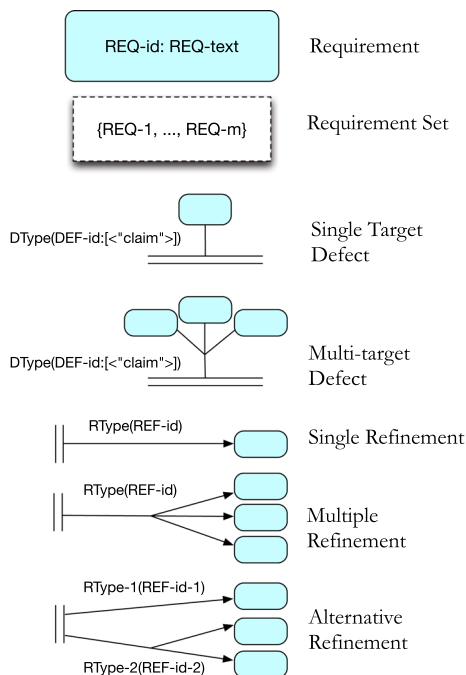 REQ-id: REQ-text
Requirement
{REQ-1, ..., REQ-m}
Requirement Set
DType(DEF-id:[<"claim">])
Single Target
Defect
DType(DEF-id:[<"claim">])
Multi-target
Defect
RType(REF-id)
Single Refinement
RType(REF-id)
Multiple
Refinement
RType-1(REF-id-1)
Alternative
Refinement
RType-2(REF-id-2)